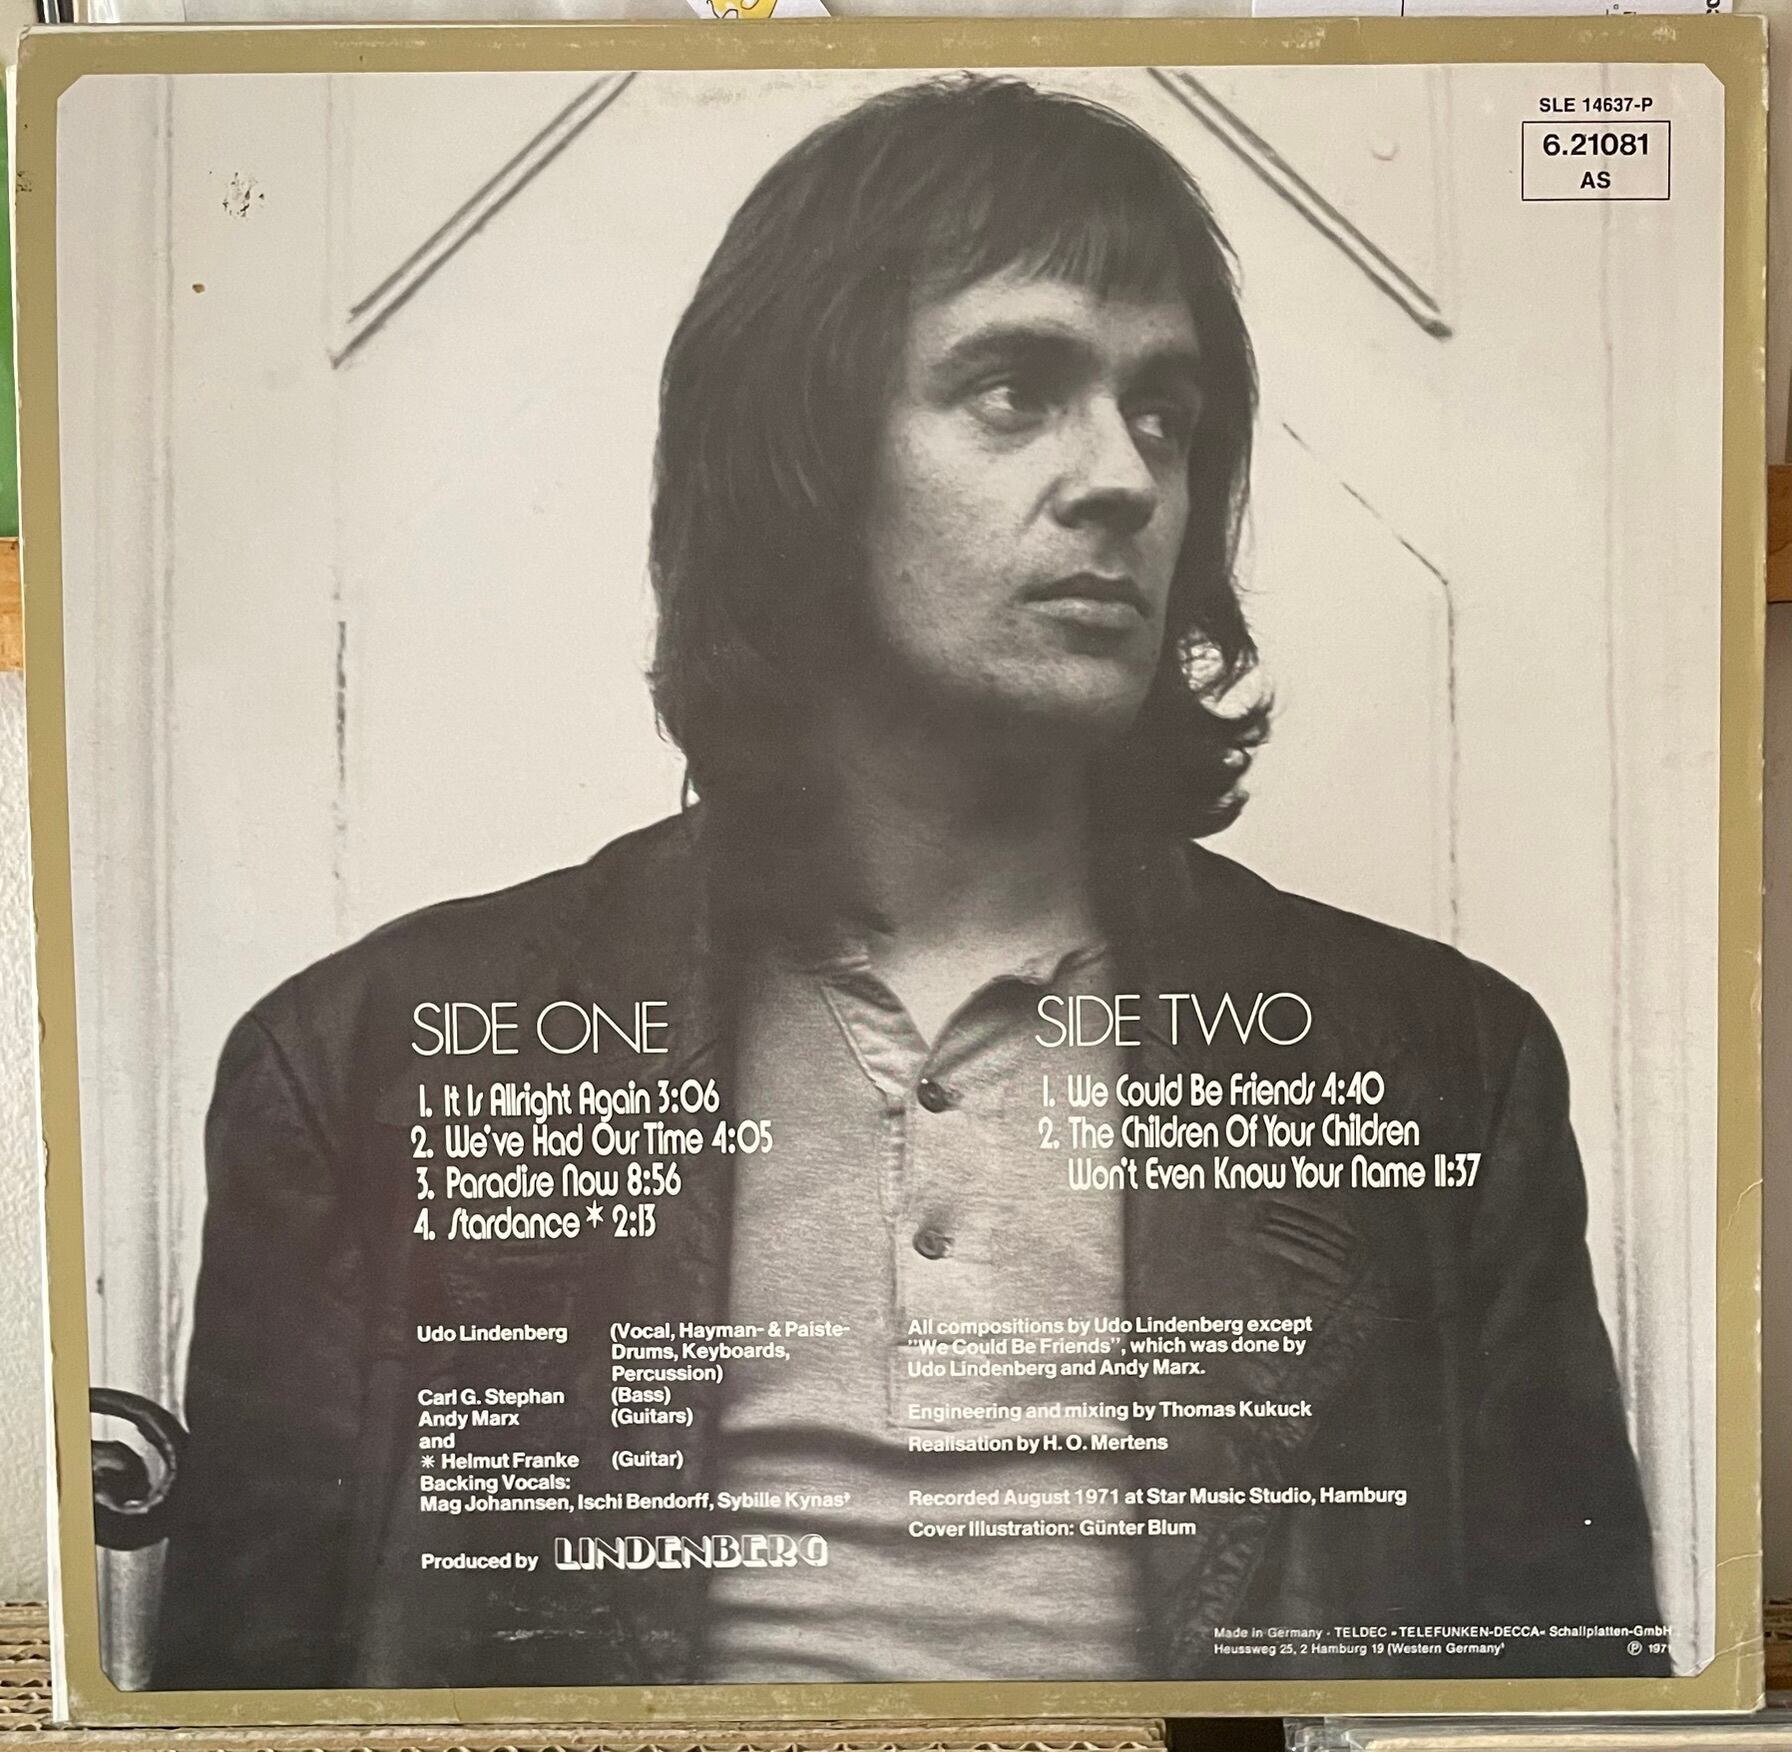 SLE 14637-P
6.21081
AS
SIDE ONE
1. It Is Allright Again 3:06
2. We've Had Our Time 4:05
3. Paradise Now 8:56
4. Stardance * 2:13
SIDE TWO
1. We Could Be Friends 4:40
2. The Children Of Your Children
Won't Even Know Your Name 11:37
Udo Lindenberg (Vocal, Hayman- & Paiste-
Drums, Keyboards,
Percussion)
Carl G. Stephan (Bass)
Andy Marx (Guitars)
and
* Helmut Franke (Guitar)
Backing Vocals:
Mag Johannsen, Ischi Bendorff, Sybille Kynas*
Produced by LINDENBERG
All compositions by Udo Lindenberg except
"We Could Be Friends", which was done by
Udo Lindenberg and Andy Marx.
Engineering and mixing by Thomas Kukuck
Realisation by H. O. Mertens
Recorded August 1971 at Star Music Studio, Hamburg
Cover Illustration: Günter Blum
Made in Germany · TELDEC »TELEFUNKEN-DECCA« Schallplatten-GmbH.
Heussweg 25, 2 Hamburg 19 (Western Germany)
℗ 1971